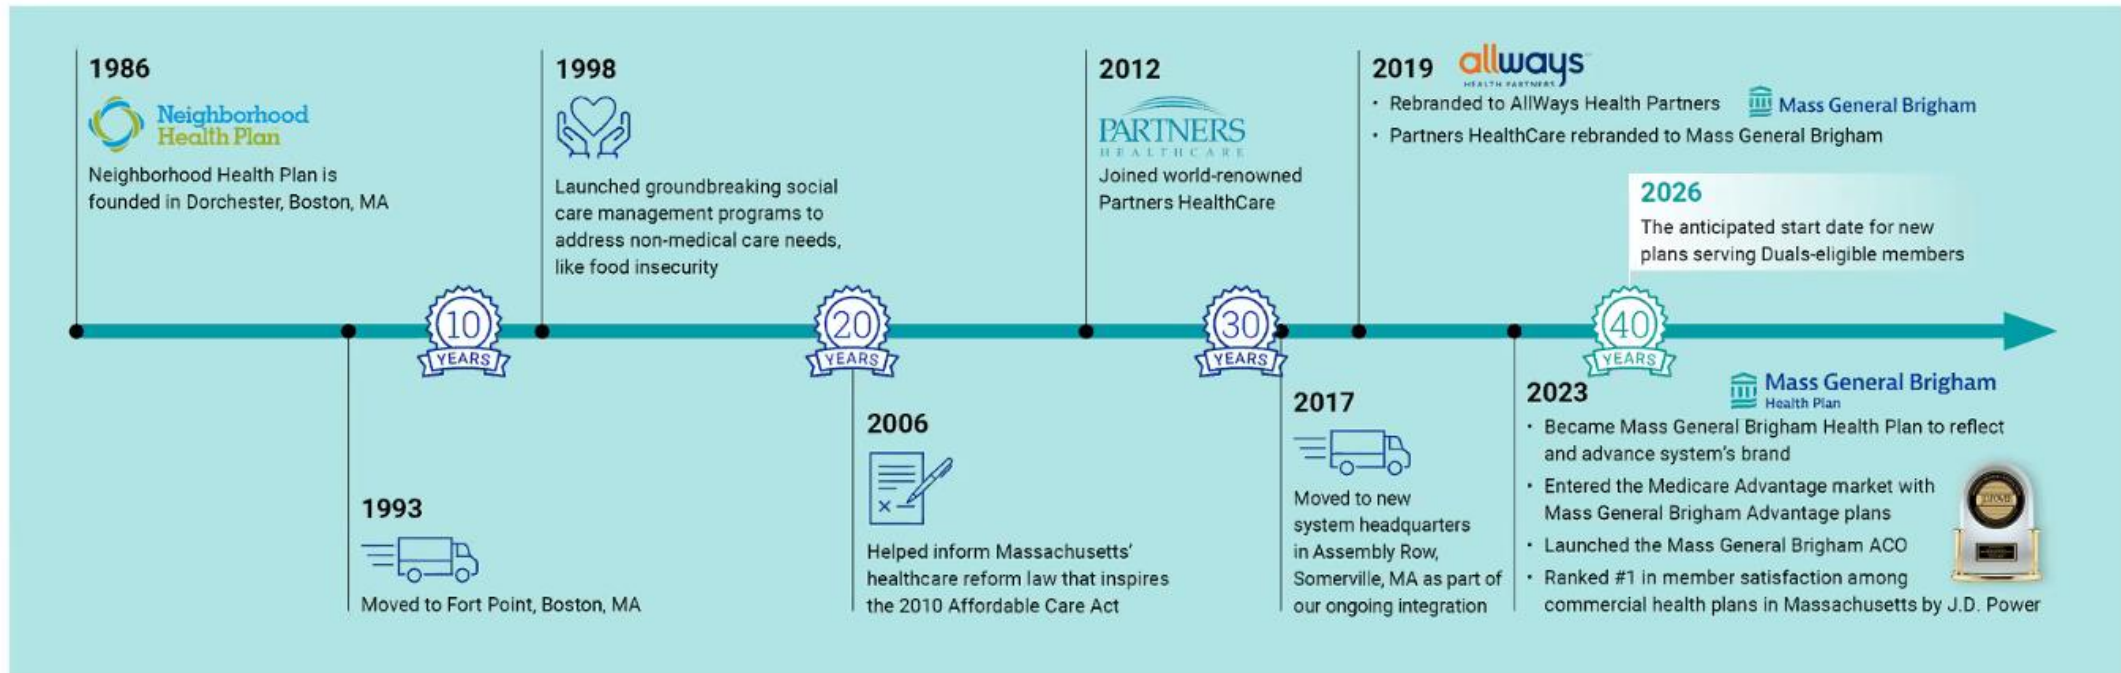 1986
Neighborhood
Health Plan
Neighborhood Health Plan is
founded in Dorchester, Boston, MA
1998
Launched groundbreaking social
care management programs to
address non-medical care needs,
like food insecurity
2012
PARTNERS
HEALTHCARE
Joined world-renowned
Partners HealthCare
2019
allways
HEALTH PARTNERS
• Rebranded to AllWays Health Partners
Mass General Brigham
• Partners HealthCare rebranded to Mass General Brigham
2026
The anticipated start date for new
plans serving Duals-eligible members
10
YEARS
20
YEARS
30
YEARS
40
YEARS
1993
Moved to Fort Point, Boston, MA
2006
Helped inform Massachusetts'
healthcare reform law that inspires
the 2010 Affordable Care Act
2017
Moved to new
system headquarters
in Assembly Row,
Somerville, MA as part of
our ongoing integration
2023
Mass General Brigham
Health Plan
• Became Mass General Brigham Health Plan to reflect
and advance system's brand
• Entered the Medicare Advantage market with
Mass General Brigham Advantage plans
• Launched the Mass General Brigham ACO
• Ranked #1 in member satisfaction among
commercial health plans in Massachusetts by J.D. Power